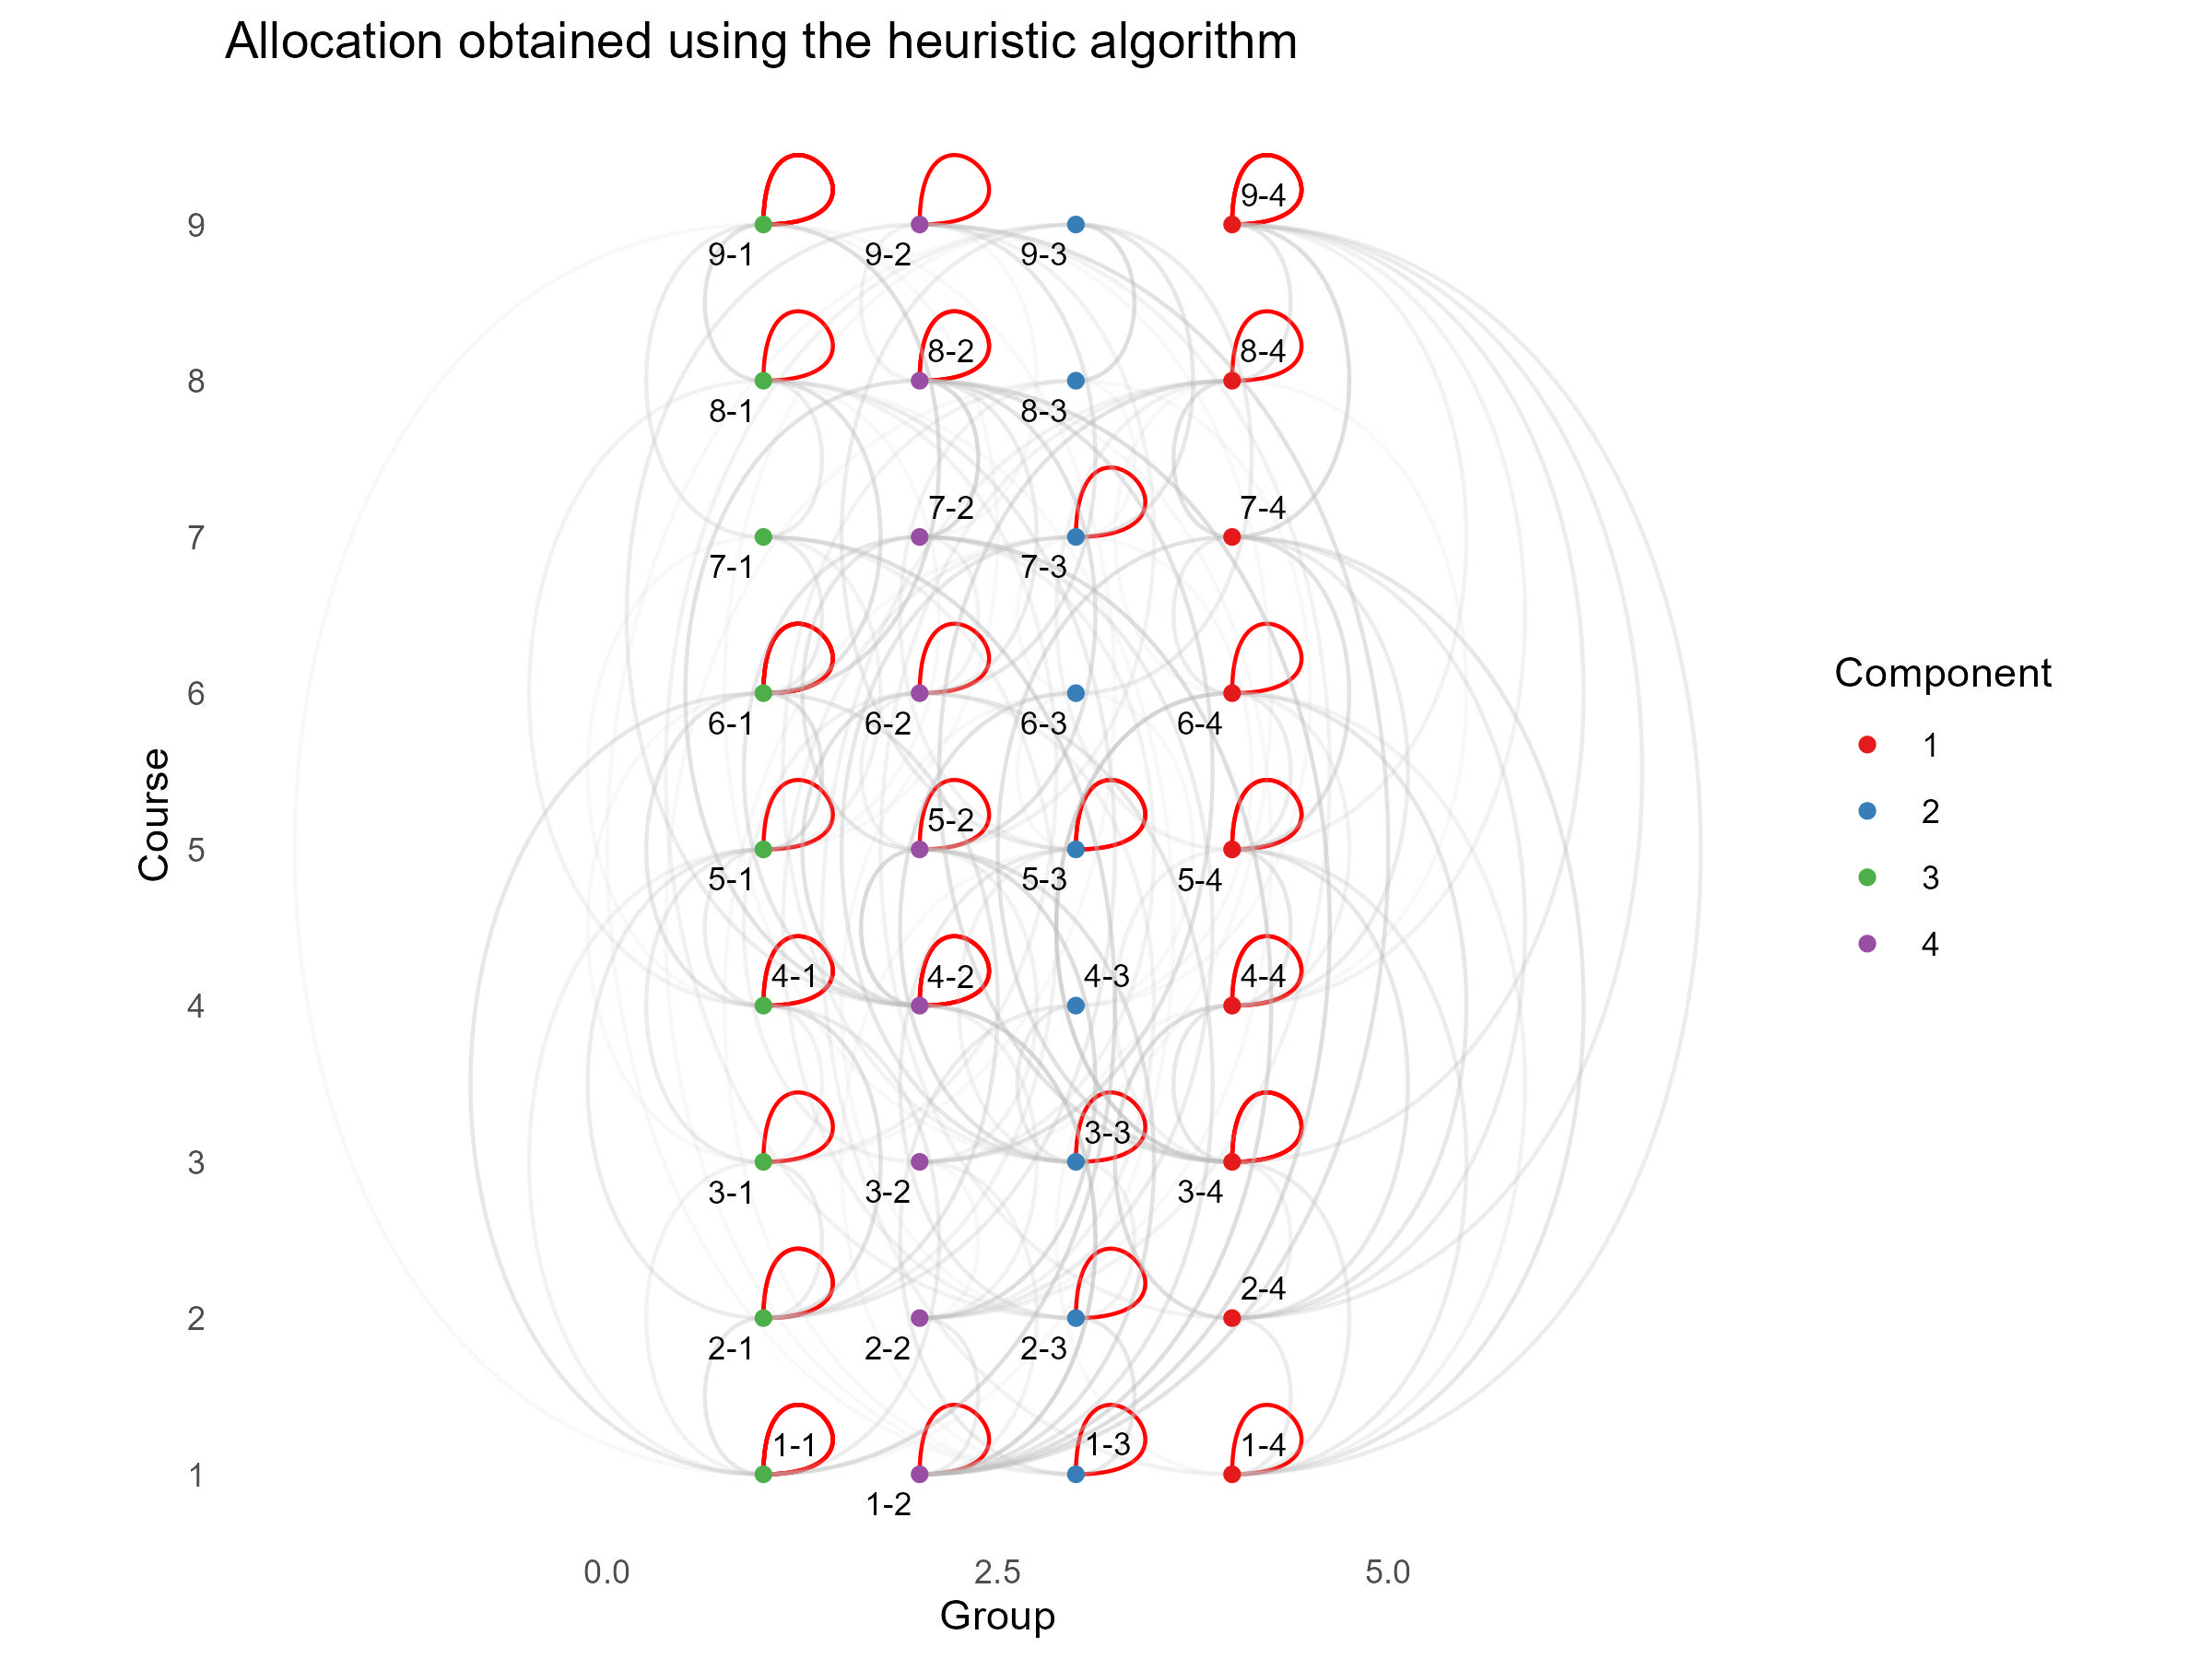 Allocation obtained using the heuristic algorithm
9-4
9
9-1 9-2 9-3
8-2 8-4
8
8-1 8-3
7-2 7-4
7
7-1 7-3
6
6-1 6-2 6-3 6-4
5-2
5
5-1 5-3 5-4
4-1 4-2 4-3 4-4
4
3-3
3
3-1 3-2 3-4
2-4
2
2-1 2-2 2-3
1-1 1-3 1-4
1
1-2
Course
0.0 2.5 5.0
Group
Component
1
2
3
4